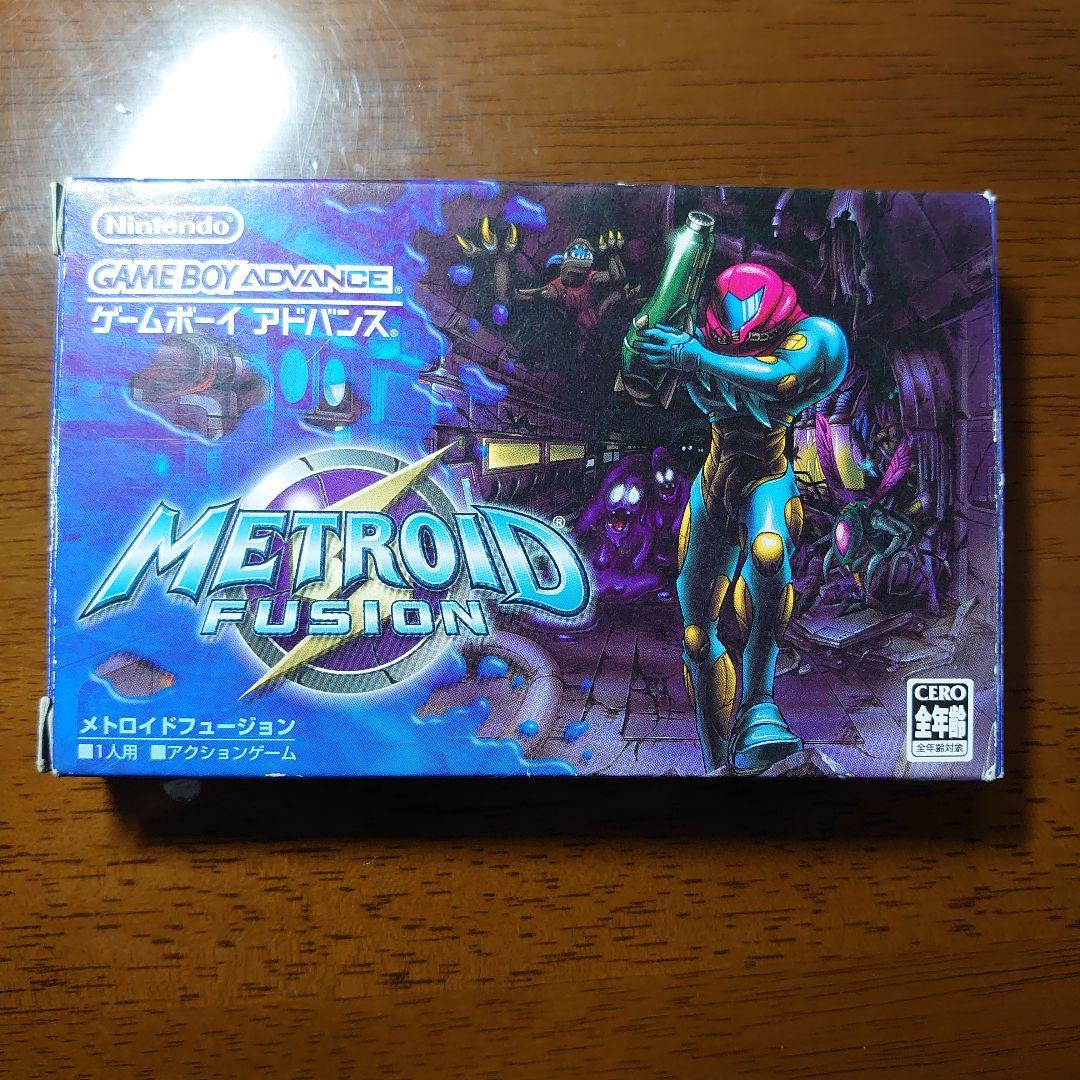 Nintendo®
GAME BOY ADVANCE®
ゲームボーイ アドバンス®
METROID®
FUSION
メトロイドフュージョン
■1人用 ■アクションゲーム
CERO
全年齢
全年齢対象